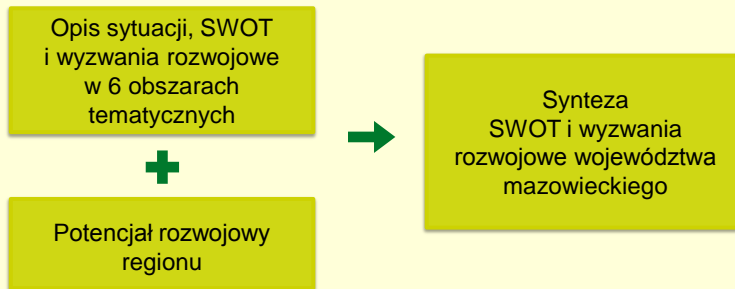 Opis sytuacji, SWOT
i wyzwania rozwojowe
w 6 obszarach
tematycznych
Potencjał rozwojowy
regionu
Synteza
SWOT i wyzwania
rozwojowe województwa
mazowieckiego